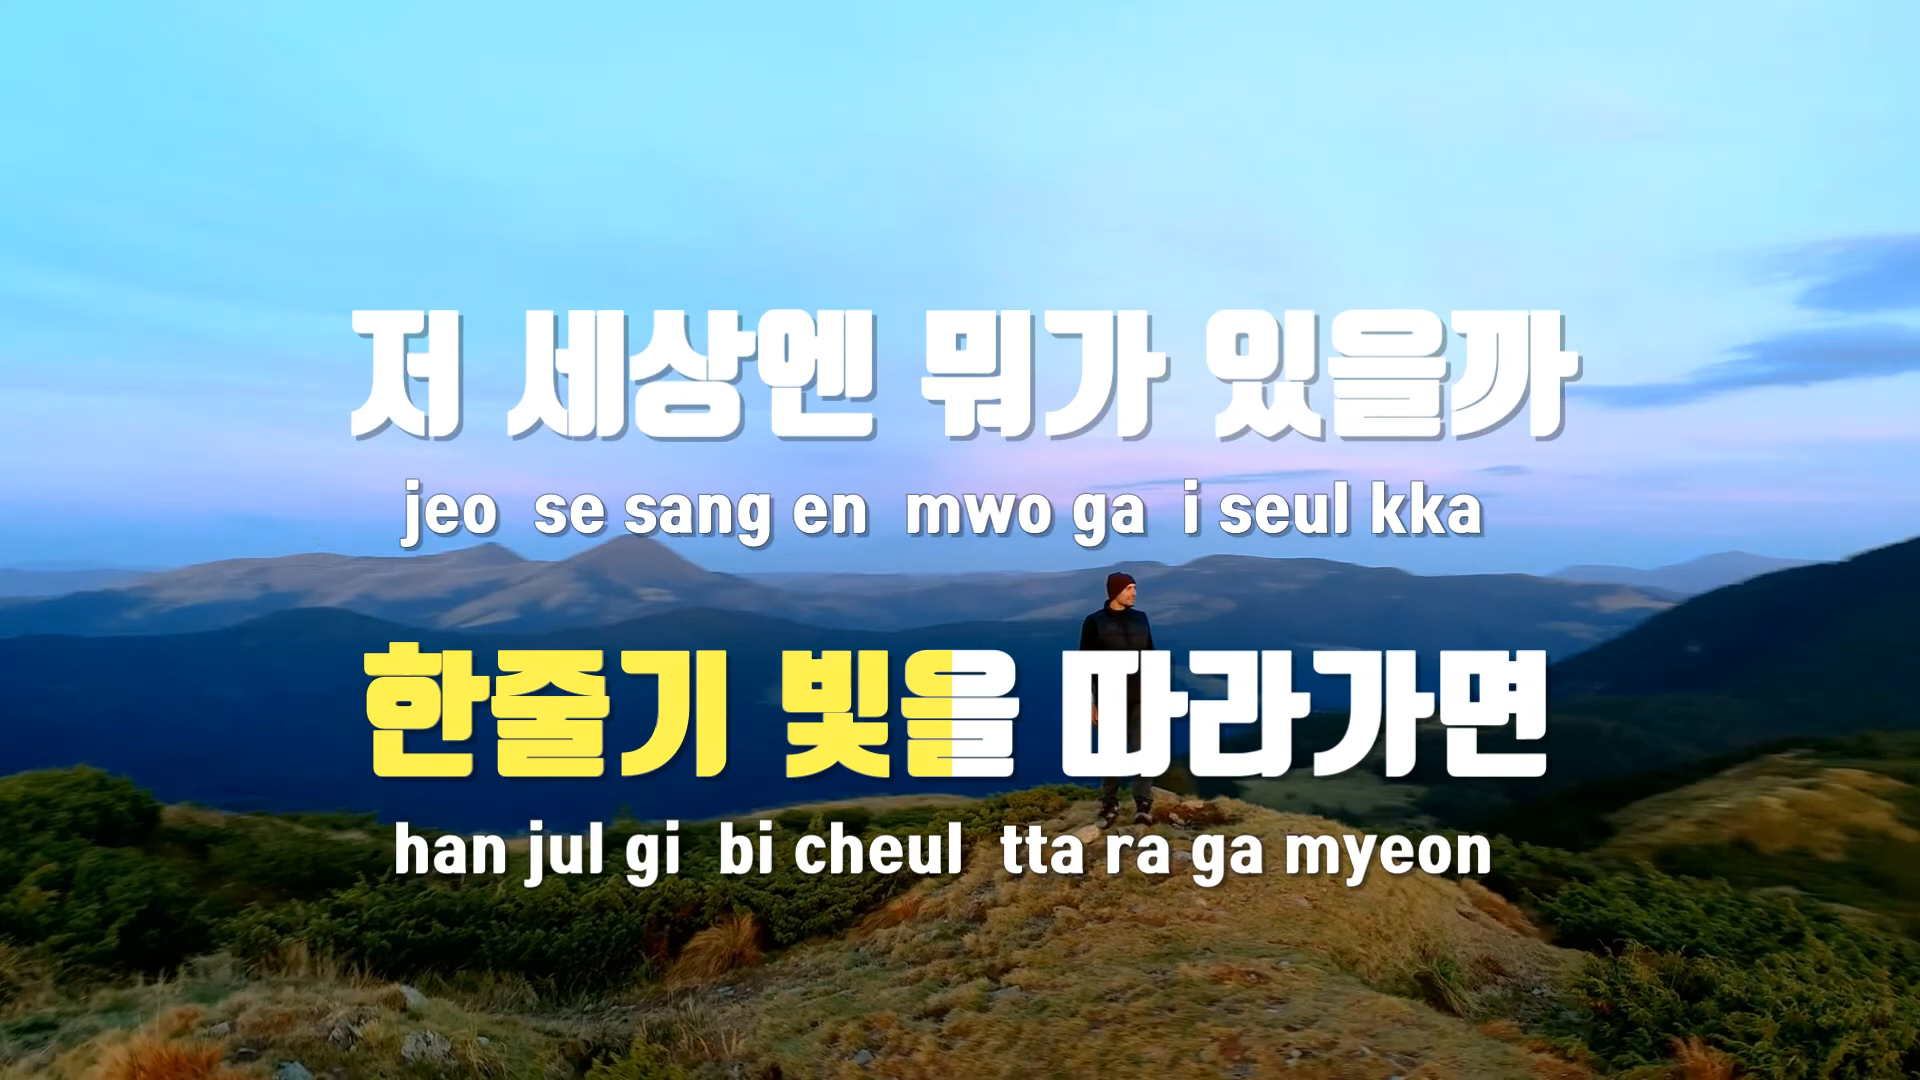 저 세상엔 뭐가 있을까
jeo se sang en mwo ga i seul kka
한줄기 빛을 따라가면
han jul gi bi cheul tta ra ga myeon